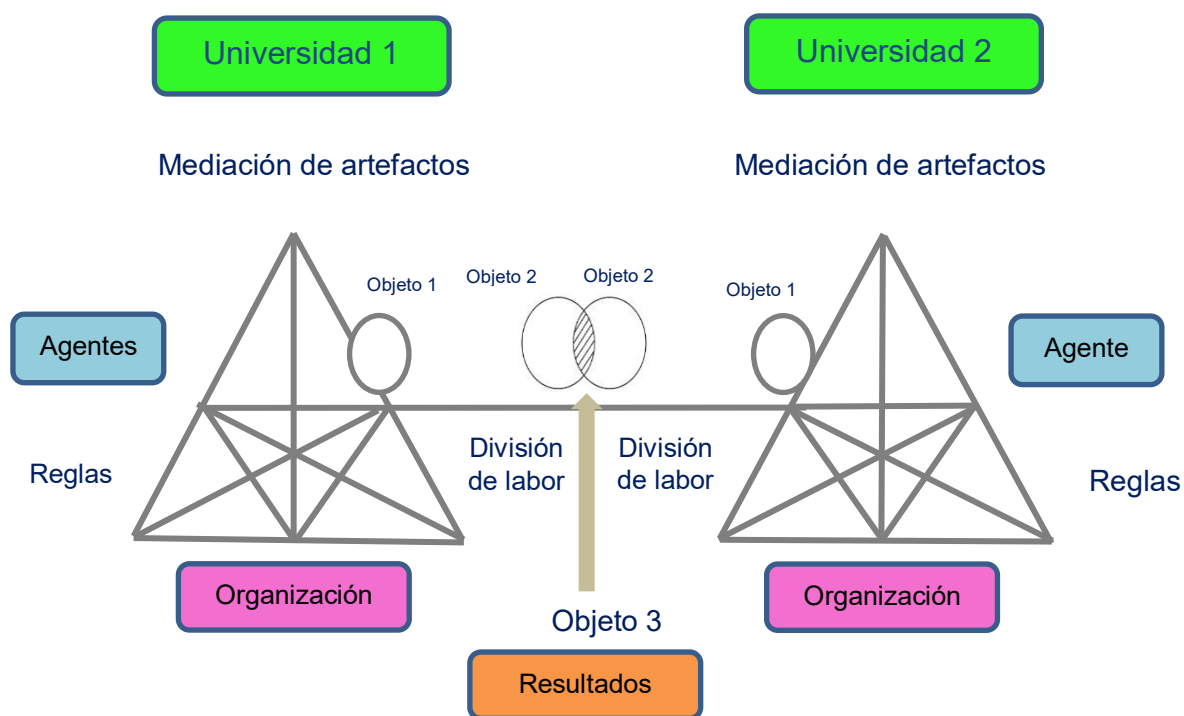 Universidad 1
Universidad 2
Mediación de artefactos
Mediación de artefactos
Objeto 1
Objeto 2
Objeto 2
Objeto 1
Agentes
Agente
División
de labor
División
de labor
Reglas
Reglas
Organización
Organización
Objeto 3
Resultados